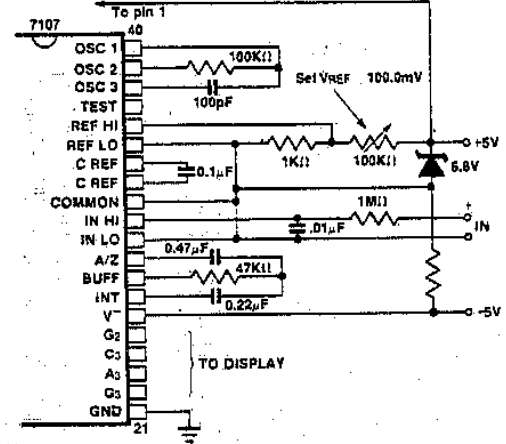 To pin 1
7107
40
OSC 1
OSC 2
OSC 3
TEST
REF HI
REF LO
C REF
C REF
COMMON
IN HI
IN LO
A/Z
BUFF
INT
V−
G2
C3
A3
G3
GND
21
100KΩ
100pF
Set VREF 100.0mV
1KΩ
100KΩ
+5V
6.8V
0.1µF
1MΩ
.01µF
+
IN
−
0.47µF
47KΩ
0.22µF
−5V
TO DISPLAY